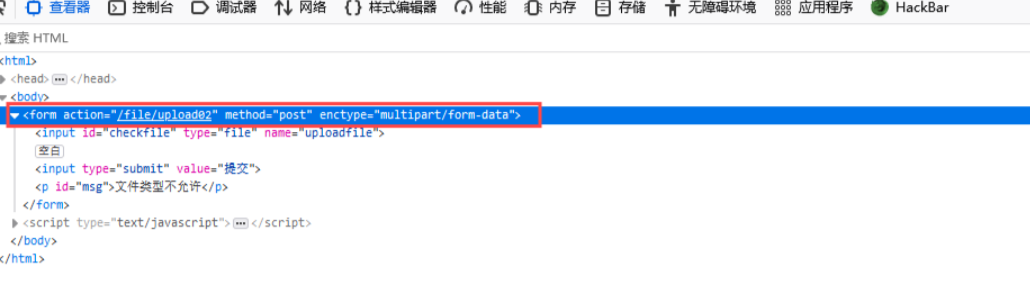 查看器 控制台 调试器 网络 {} 样式编辑器 性能 内存 存储 无障碍环境 应用程序 HackBar
搜索 HTML
<html>
<head>⋯</head>
<body>
<form action="/file/upload02" method="post" enctype="multipart/form-data">
<input id="checkfile" type="file" name="uploadfile">
空白
<input type="submit" value="提交">
<p id="msg">文件类型不允许</p>
</form>
<script type="text/javascript">⋯</script>
</body>
</html>